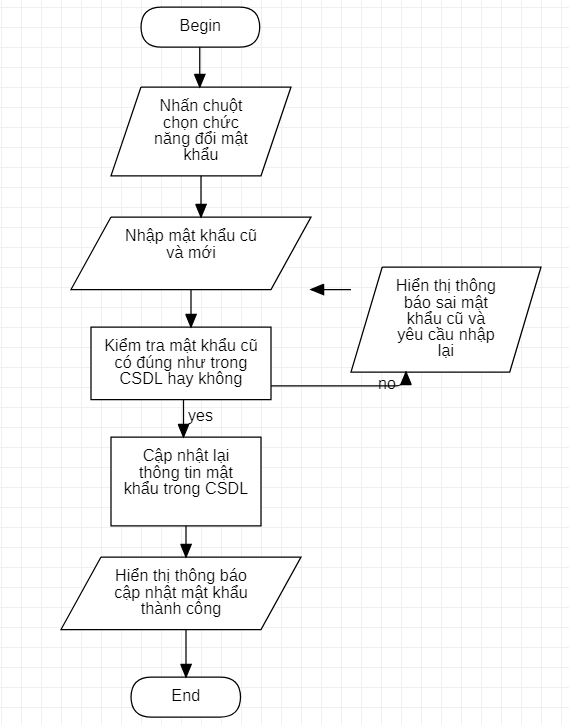 Begin
Nhấn chuột
chọn chức
năng đổi mật
khẩu
Nhập mật khẩu cũ
và mới
Hiển thị thông
báo sai mật
khẩu cũ và
yêu cầu nhập
lại
Kiểm tra mật khẩu cũ
có đúng như trong
CSDL hay không
no
yes
Cập nhật lại
thông tin mật
khẩu trong CSDL
Hiển thị thông báo
cập nhật mật khẩu
thành công
End